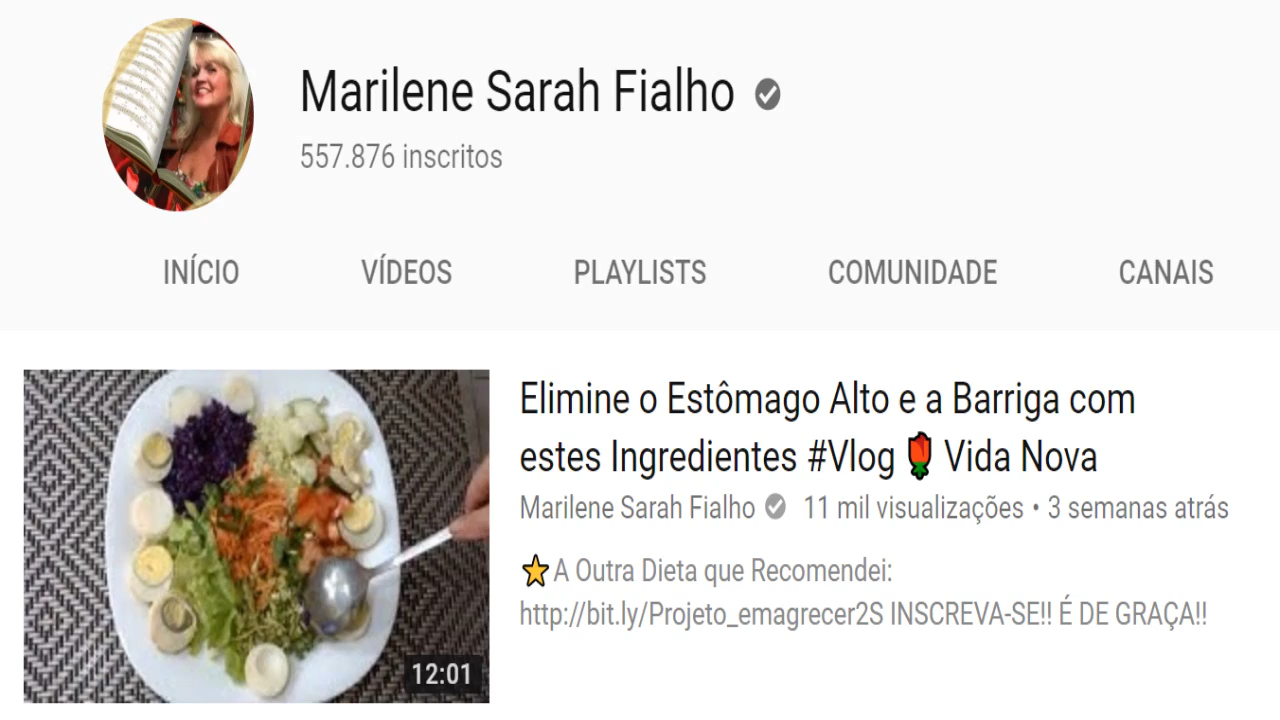 Marilene Sarah Fialho
557.876 inscritos
INÍCIO VÍDEOS PLAYLISTS COMUNIDADE CANAIS
Elimine o Estômago Alto e a Barriga com
estes Ingredientes #Vlog🌷Vida Nova
Marilene Sarah Fialho 11 mil visualizações • 3 semanas atrás
⭐A Outra Dieta que Recomendei:
http://bit.ly/Projeto_emagrecer2S INSCREVA-SE!! É DE GRAÇA!!
12:01